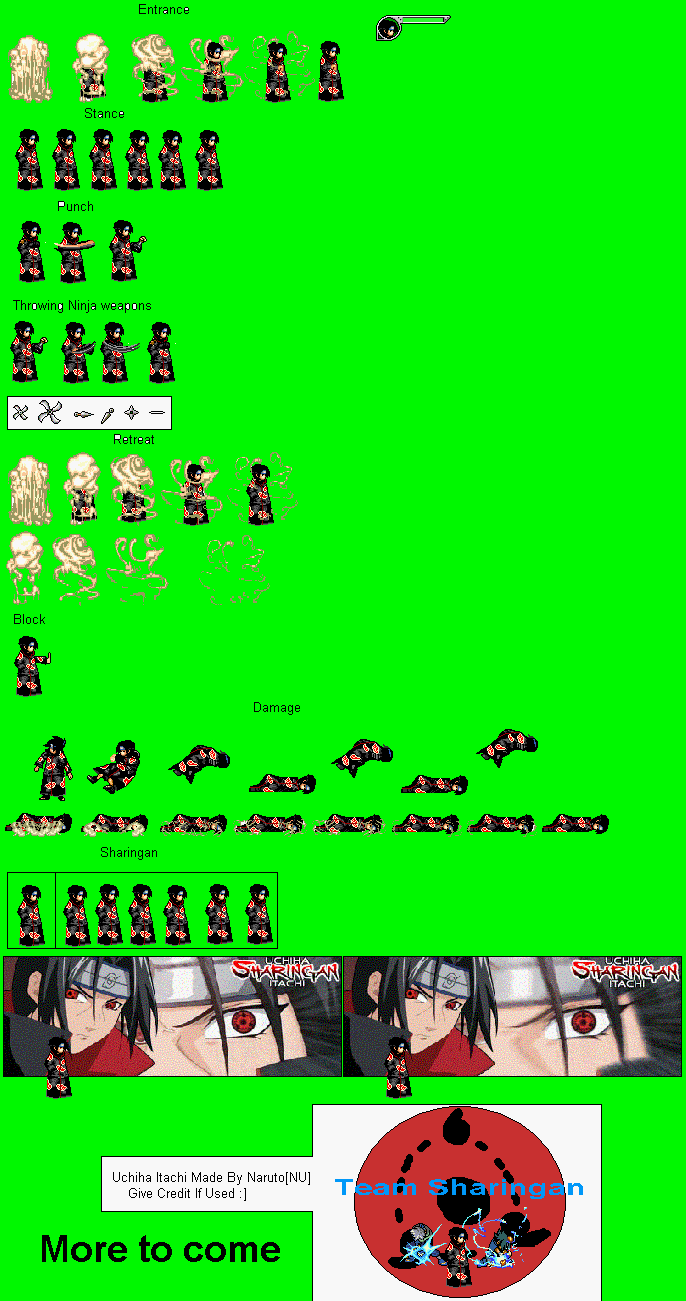 Entrance
Stance
Punch
Throwing Ninja weapons
Retreat
Block
Damage
Sharingan
UCHIHA
SHARINGAN
ITACHI
UCHIHA
SHARINGAN
ITACHI
Uchiha Itachi Made By Naruto[NU]
Give Credit If Used :]
Team Sharingan
More to come